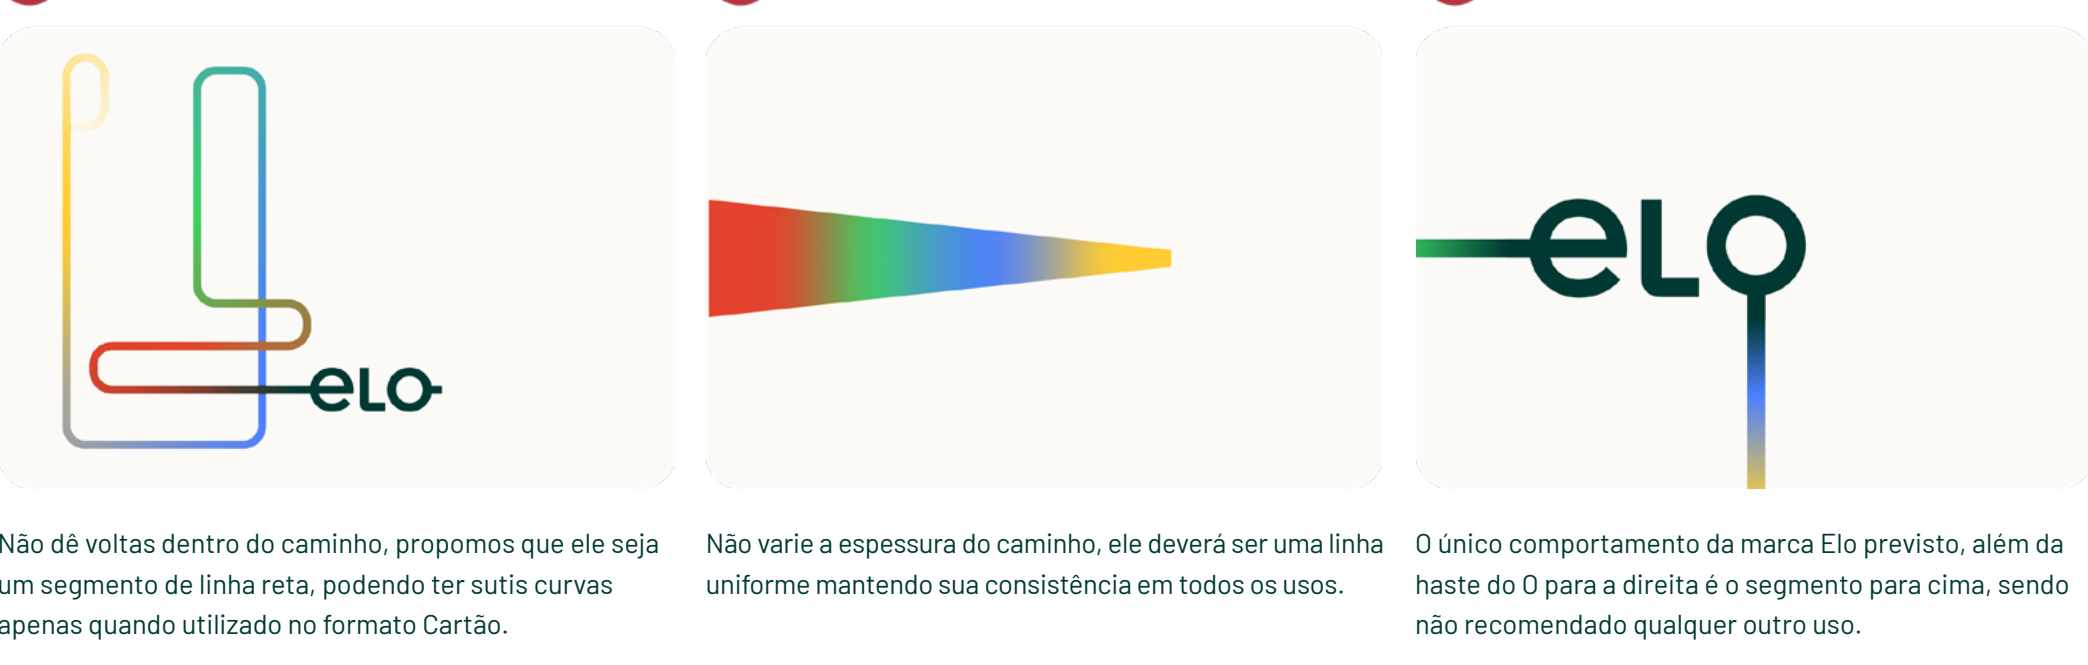 eLO
eLO
Não dê voltas dentro do caminho, propomos que ele seja
um segmento de linha reta, podendo ter sutis curvas
apenas quando utilizado no formato Cartão.
Não varie a espessura do caminho, ele deverá ser uma linha
uniforme mantendo sua consistência em todos os usos.
O único comportamento da marca Elo previsto, além da
haste do O para a direita é o segmento para cima, sendo
não recomendado qualquer outro uso.